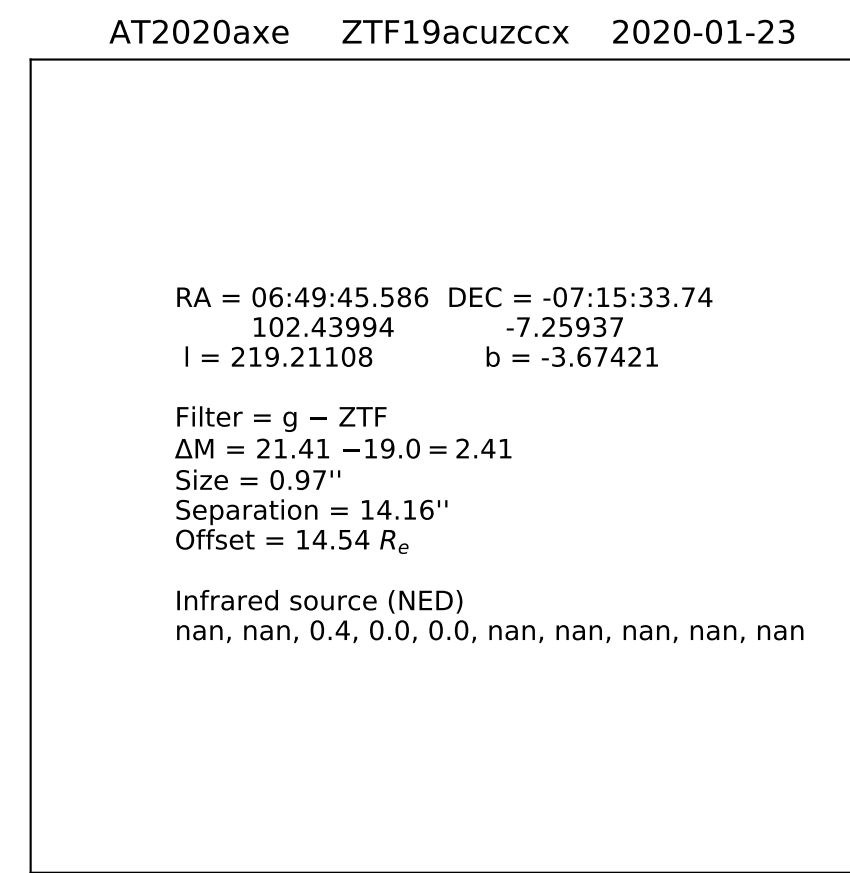 AT2020axe ZTF19acuzccx 2020-01-23
RA = 06:49:45.586 DEC = -07:15:33.74
102.43994 -7.25937
l = 219.21108 b = -3.67421
Filter = g − ZTF
ΔM = 21.41 −19.0 = 2.41
Size = 0.97''
Separation = 14.16''
Offset = 14.54 Rₑ
Infrared source (NED)
nan, nan, 0.4, 0.0, 0.0, nan, nan, nan, nan, nan